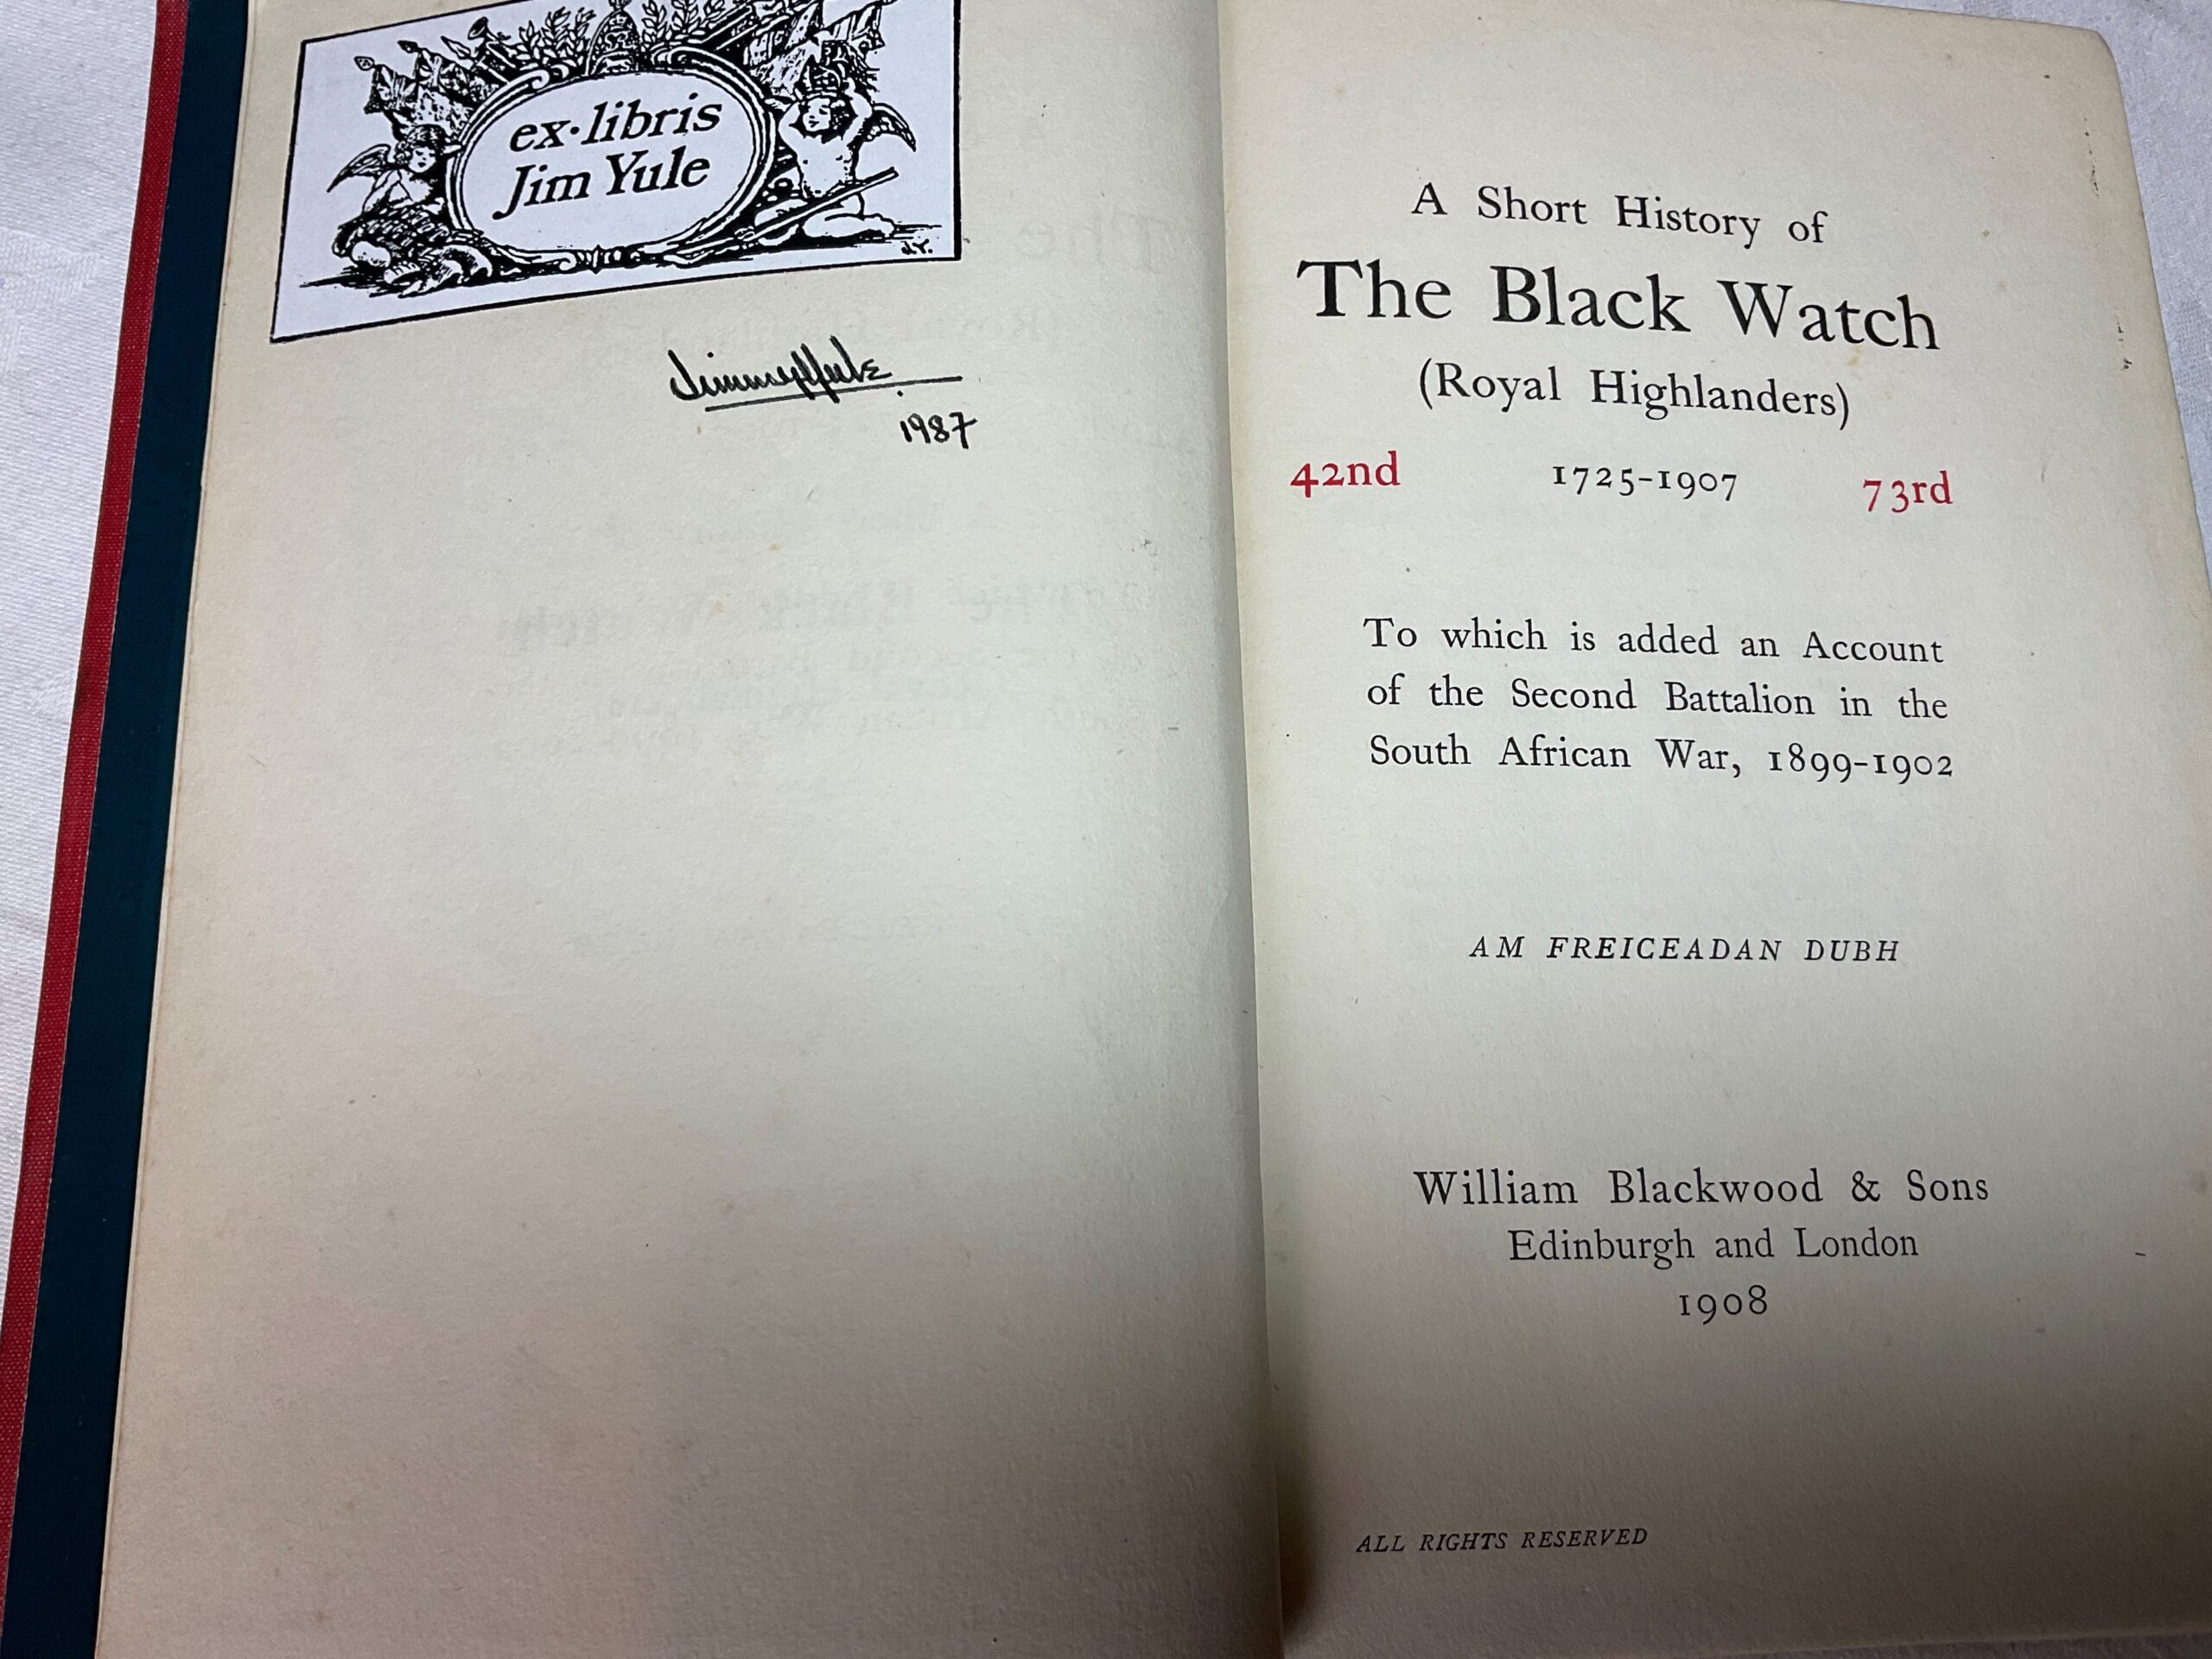 ex·libris
Jim Yule
J.Y.
Jimmy Yule.
1987
A Short History of
The Black Watch
(Royal Highlanders)
42nd 1725-1907 73rd
To which is added an Account
of the Second Battalion in the
South African War, 1899-1902
AM FREICEADAN DUBH
William Blackwood & Sons
Edinburgh and London
1908
ALL RIGHTS RESERVED